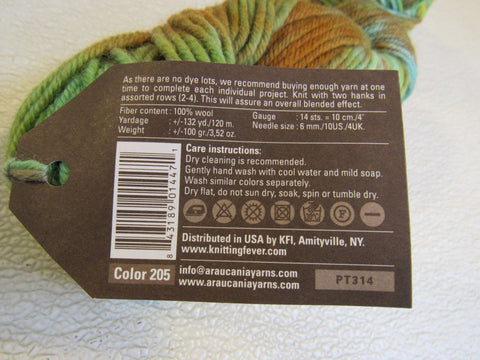 As there are no dye lots, we recommend buying enough yarn at one
time to complete each individual project. Knit with two hanks in
assorted rows (2-4). This will assure an overall blended effect.
Fiber content : 100% wool
Yardage : +/-132 yd./120 m.
Weight : +/-100 gr./3,52 oz.
Gauge : 14 sts. = 10 cm./4"
Needle size : 6 mm./10US./4UK.
Care instructions:
Dry cleaning is recommended.
Gently hand wash with cool water and mild soap.
Wash similar colors separately.
Dry flat, do not sun dry, soak, spin or tumble dry.
F
Distributed in USA by KFI, Amityville, NY.
www.knittingfever.com
8 43189 01447 1
Color 205
info@araucaniayarns.com
www.araucaniayarns.com
PT314